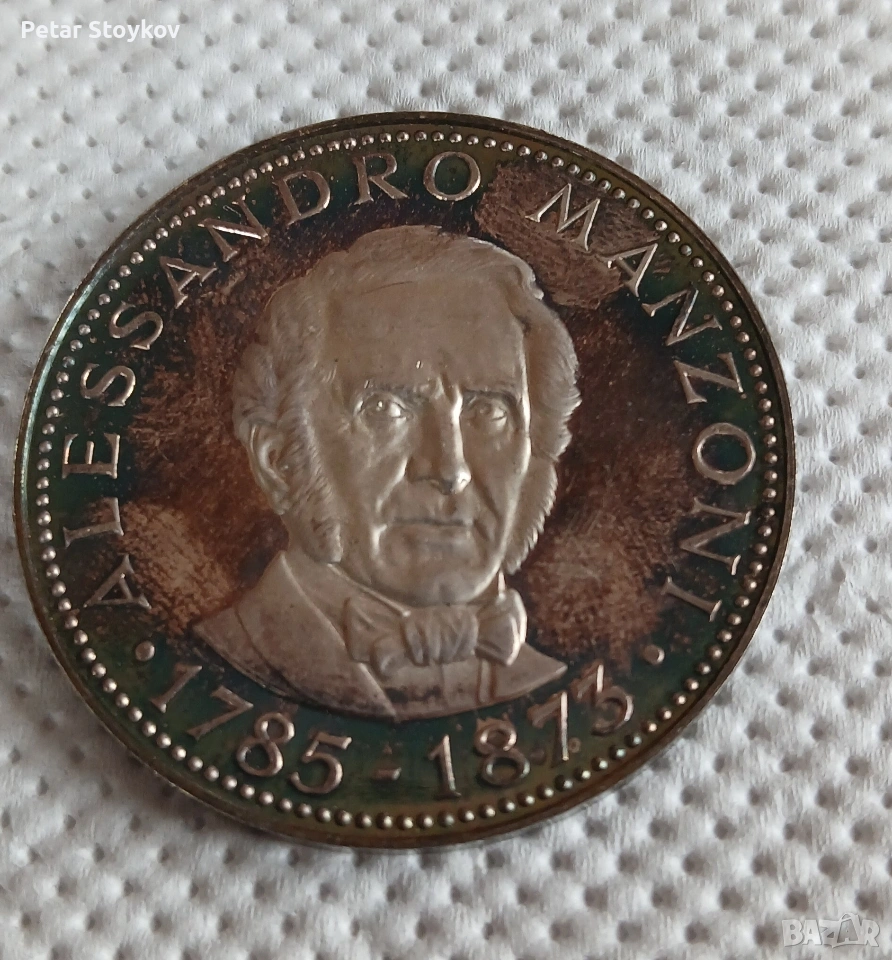 Petar Stoykov
ALESSANDRO MANZONI
· 1785 - 1873 ·
BAZAR